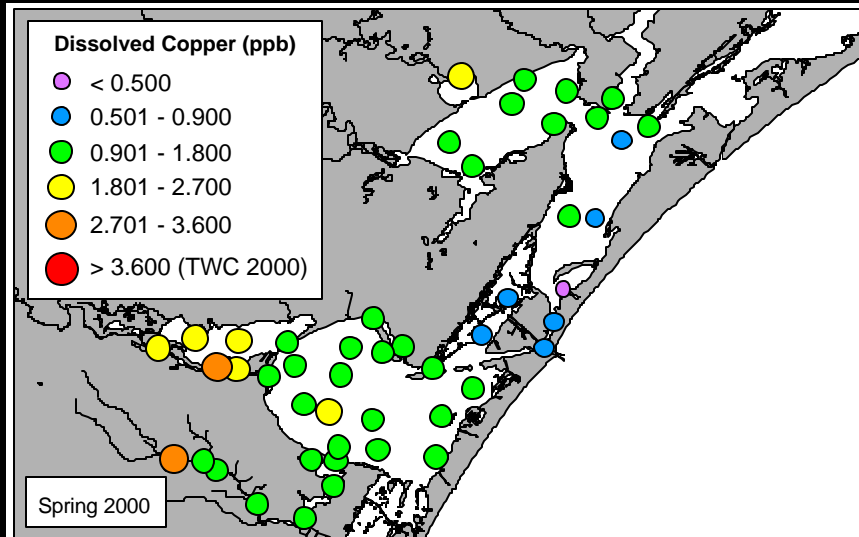 Dissolved Copper (ppb)
< 0.500
0.501 - 0.900
0.901 - 1.800
1.801 - 2.700
2.701 - 3.600
> 3.600 (TWC 2000)
Spring 2000